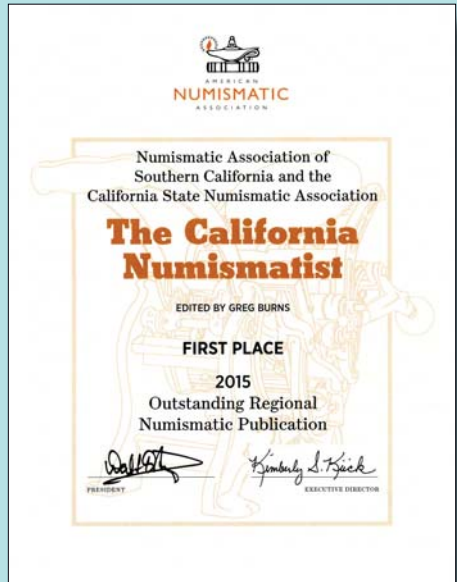 AMERICAN
NUMISMATIC
ASSOCIATION
Numismatic Association of
Southern California and the
California State Numismatic Association
The California
Numismatist
EDITED BY GREG BURNS
FIRST PLACE
2015
Outstanding Regional
Numismatic Publication
Kimberly S. Kiick
PRESIDENT
EXECUTIVE DIRECTOR